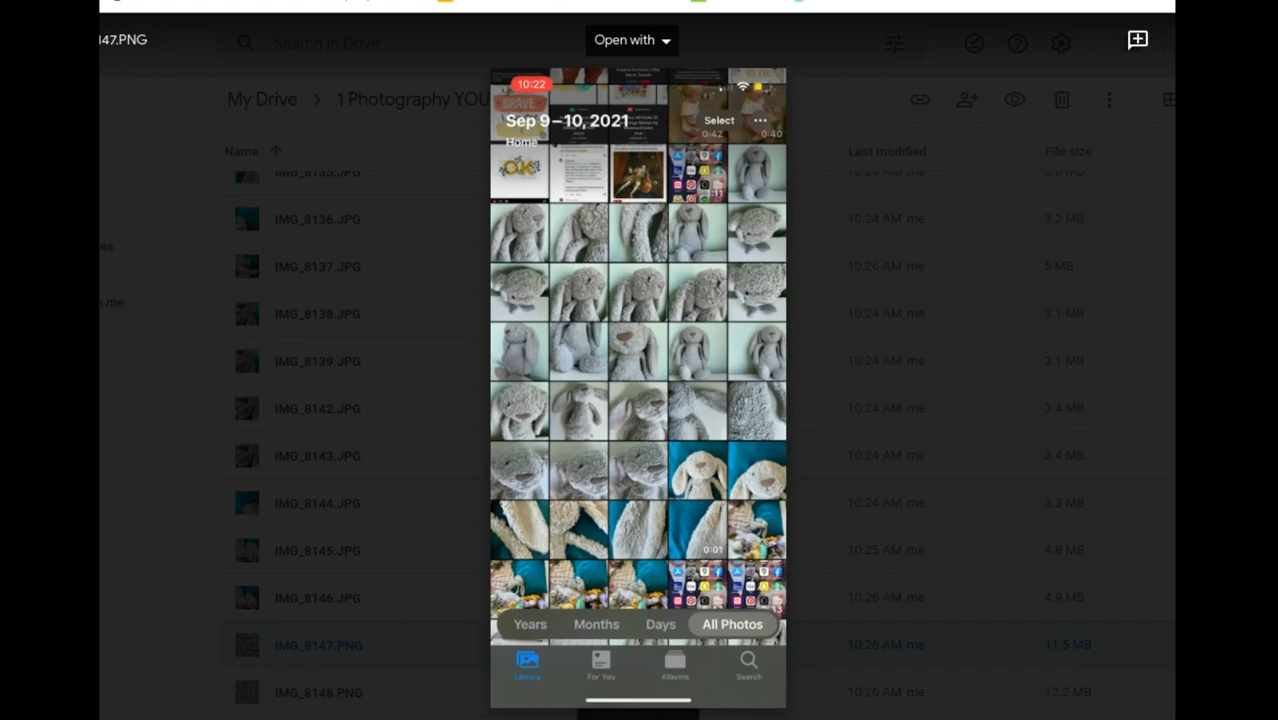 147.PNG
Open with
Search in Drive
My Drive > 1 Photography YOU
Name
Last modified
File size
10:22
Sep 9–10, 2021
Select
Home
0:42
0:40
BRAVE
OK
IMG_8136.JPG
10:24 AM me
3.2 MB
IMG_8137.JPG
10:26 AM me
5 MB
IMG_8138.JPG
10:24 AM me
3.1 MB
IMG_8139.JPG
10:24 AM me
3.1 MB
IMG_8142.JPG
10:24 AM me
3.4 MB
IMG_8143.JPG
10:24 AM me
3.4 MB
IMG_8144.JPG
10:24 AM me
3.3 MB
IMG_8145.JPG
10:25 AM me
4.8 MB
0:01
IMG_8146.JPG
10:26 AM me
4.9 MB
Years
Months
Days
All Photos
IMG_8147.PNG
10:26 AM me
11.5 MB
Library
For You
Albums
Search
IMG_8148.PNG
10:26 AM me
12.2 MB